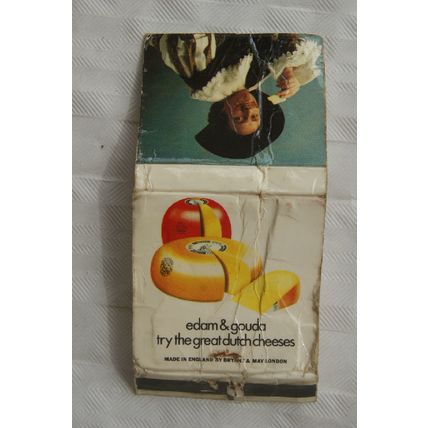 edam & gouda
try the great dutch cheeses
MADE IN ENGLAND BY BRYANT & MAY LONDON